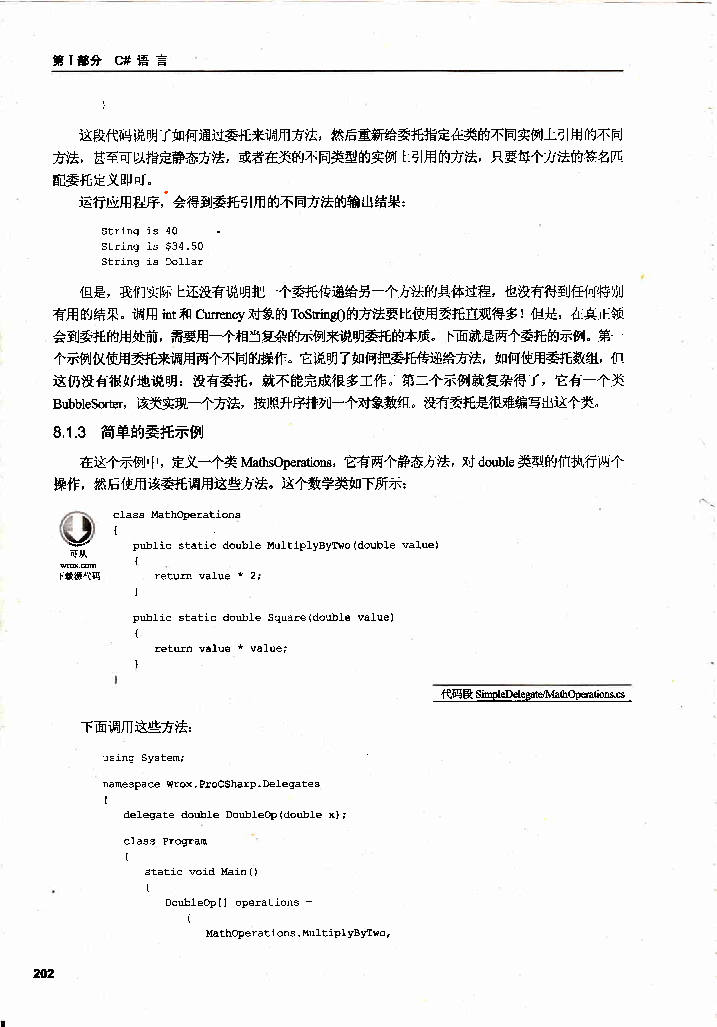 第 I 部分 C# 语 言
}
这段代码说明了如何通过委托来调用方法，然后重新给委托指定在类的不同实例上引用的不同
方法，甚至可以指定静态方法，或者在类的不同类型的实例上引用的方法，只要每个方法的签名匹
配委托定义即可。
运行应用程序，会得到委托引用的不同方法的输出结果：
String is 40
String is $34.50
String is Dollar
但是，我们实际上还没有说明把一个委托传递给另一个方法的具体过程，也没有得到任何特别
有用的结果。调用 int 和 Currency 对象的 ToString()的方法要比使用委托直观得多！但是，在真正领
会到委托的用处前，需要用一个相当复杂的示例来说明委托的本质。下面就是两个委托的示例。第一
个示例仅使用委托来调用两个不同的操作。它说明了如何把委托传递给方法，如何使用委托数组，但
这仍没有很好地说明：没有委托，就不能完成很多工作。第二个示例就复杂得了，它有一个类
BubbleSorter，该类实现一个方法，按照升序排列一个对象数组。没有委托是很难编写出这个类。
8.1.3 简单的委托示例
在这个示例中，定义一个类 MathsOperations，它有两个静态方法，对 double 类型的值执行两个
操作，然后使用该委托调用这些方法。这个数学类如下所示：
class MathOperations
{
public static double MultiplyByTwo(double value)
{
return value * 2;
}
可从
wrox.com
下载源代码
public static double Square(double value)
{
return value * value;
}
}
代码段 SimpleDelegate/MathOperations.cs
下面调用这些方法：
using System;
namespace Wrox.ProCSharp.Delegates
{
delegate double DoubleOp(double x);
class Program
{
static void Main()
{
DoubleOp[] operations =
{
MathOperations.MultiplyByTwo,
202